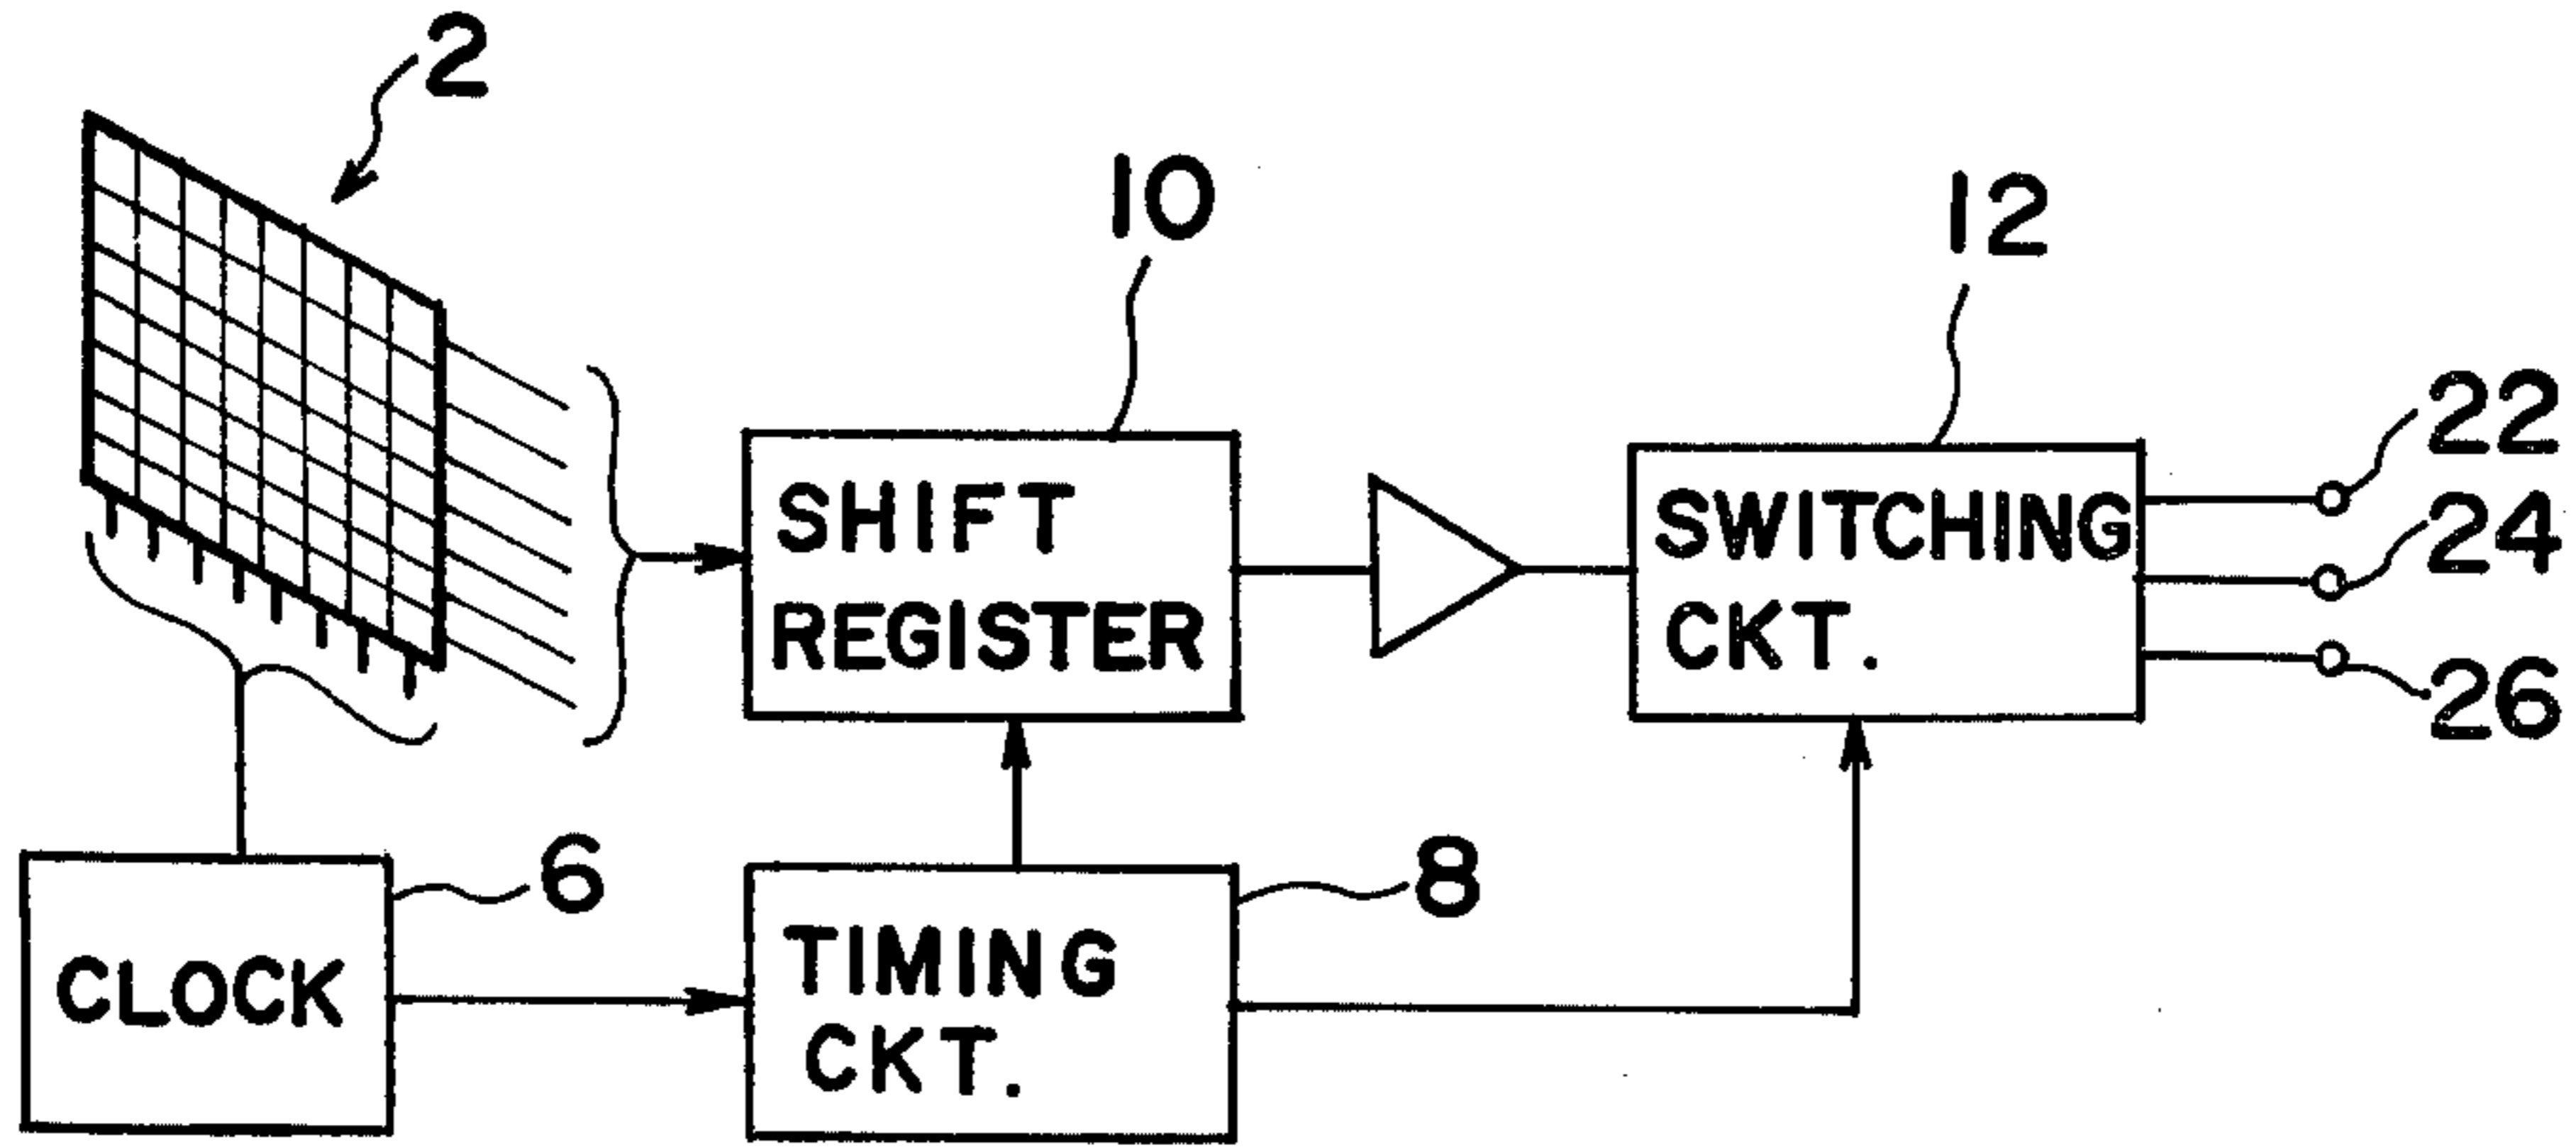 2
10
12
SHIFT
REGISTER
SWITCHING
CKT.
22
24
26
6
CLOCK
8
TIMING
CKT.